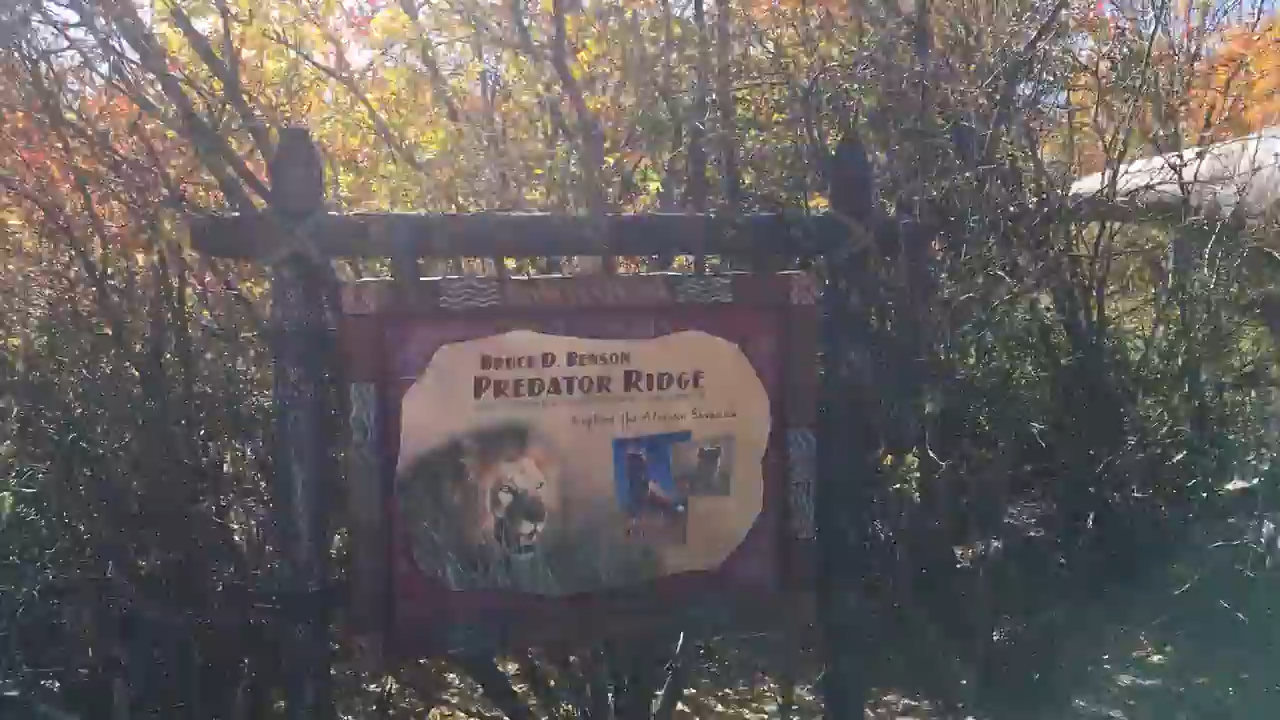 BRUCE D. BENSON
PREDATOR RIDGE
Explore the African Savanna